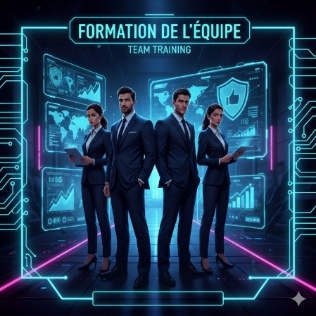 FORMATION DE L'ÉQUIPE
TEAM TRAINING